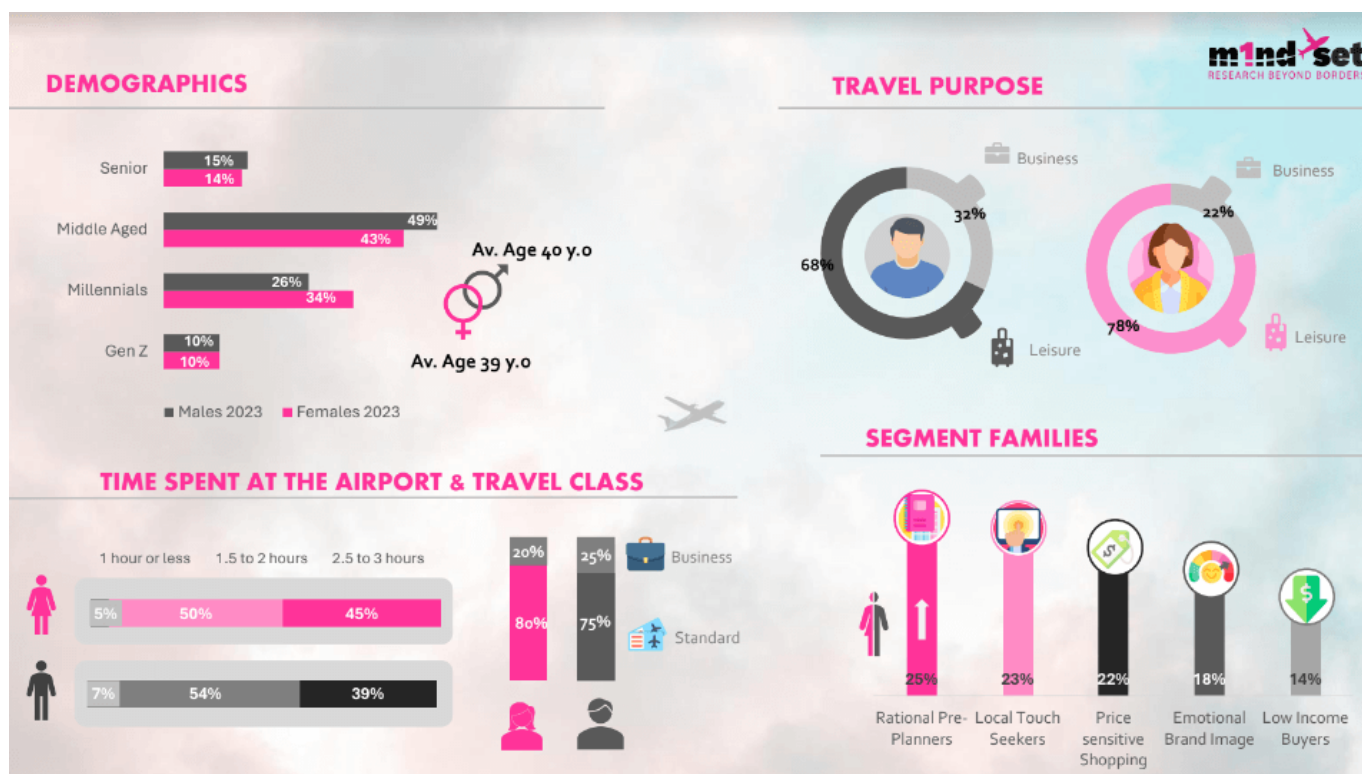 m1nd set
RESEARCH BEYOND BORDERS
DEMOGRAPHICS
Senior
15%
14%
Middle Aged
49%
43%
Millennials
26%
34%
Gen Z
10%
10%
Av. Age 40 y.o
Av. Age 39 y.o
Males 2023 Females 2023
TRAVEL PURPOSE
Business
32%
68%
Leisure
Business
22%
78%
Leisure
TIME SPENT AT THE AIRPORT & TRAVEL CLASS
1 hour or less 1.5 to 2 hours 2.5 to 3 hours
5% 50% 45%
7% 54% 39%
20% 25% Business
80% 75% Standard
SEGMENT FAMILIES
25% 23% 22% 18% 14%
Rational Pre-
Planners
Local Touch
Seekers
Price
sensitive
Shopping
Emotional
Brand Image
Low Income
Buyers